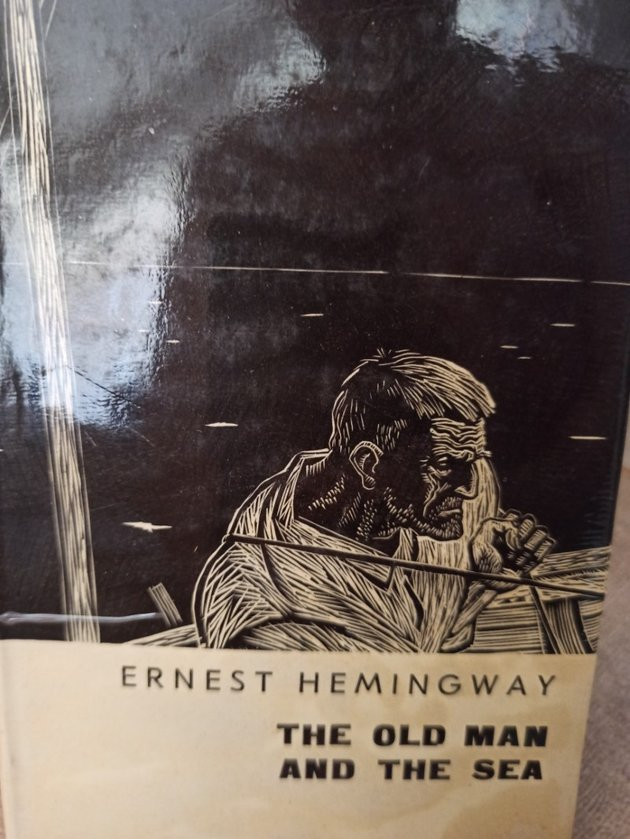 ERNEST HEMINGWAY
THE OLD MAN
AND THE SEA